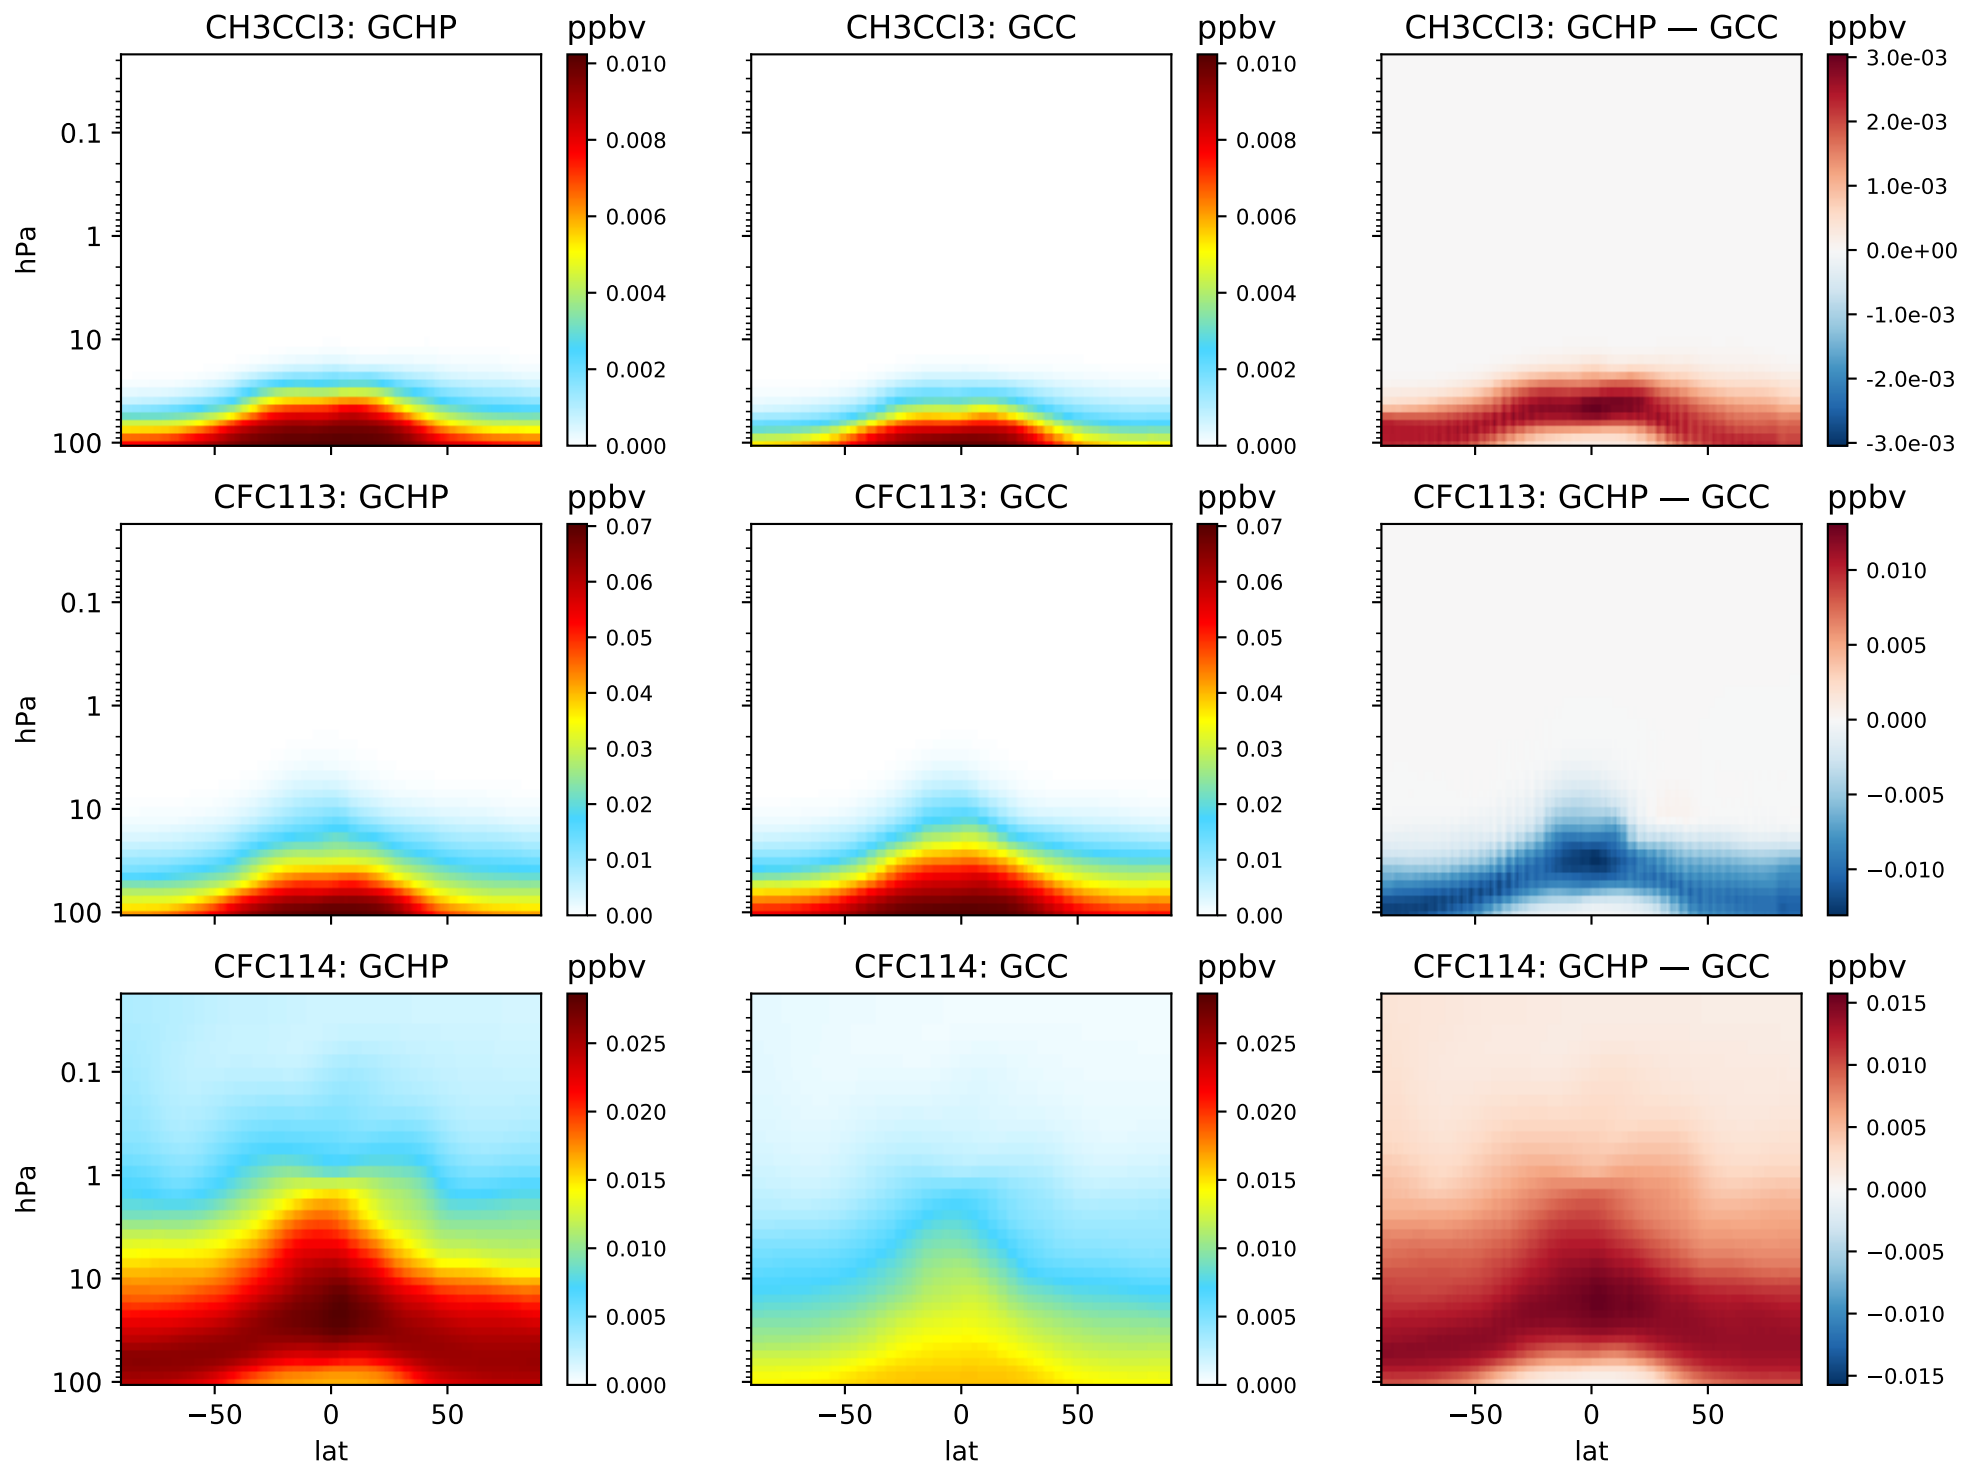 CH3CCl3: GCHP ppbv CH3CCl3: GCC ppbv CH3CCl3: GCHP — GCC ppbv
0.010 0.010 3.0e-03
0.1 0.008 0.008 2.0e-03
0.006 0.006 1.0e-03
hPa 1 0.0e+00
0.004 0.004 -1.0e-03
10 0.002 0.002 -2.0e-03
100 0.000 0.000 -3.0e-03
CFC113: GCHP ppbv CFC113: GCC ppbv CFC113: GCHP — GCC ppbv
0.07 0.07
0.1 0.06 0.06 0.010
0.05 0.05 0.005
hPa 1 0.04 0.04 0.000
0.03 0.03
10 0.02 0.02 −0.005
0.01 0.01 −0.010
100 0.00 0.00
CFC114: GCHP ppbv CFC114: GCC ppbv CFC114: GCHP — GCC ppbv
0.015
0.1 0.025 0.025 0.010
0.020 0.020 0.005
hPa 1 0.015 0.015 0.000
0.010 0.010 −0.005
10 0.005 0.005 −0.010
100 0.000 0.000 −0.015
−50 0 50 −50 0 50 −50 0 50
lat lat lat